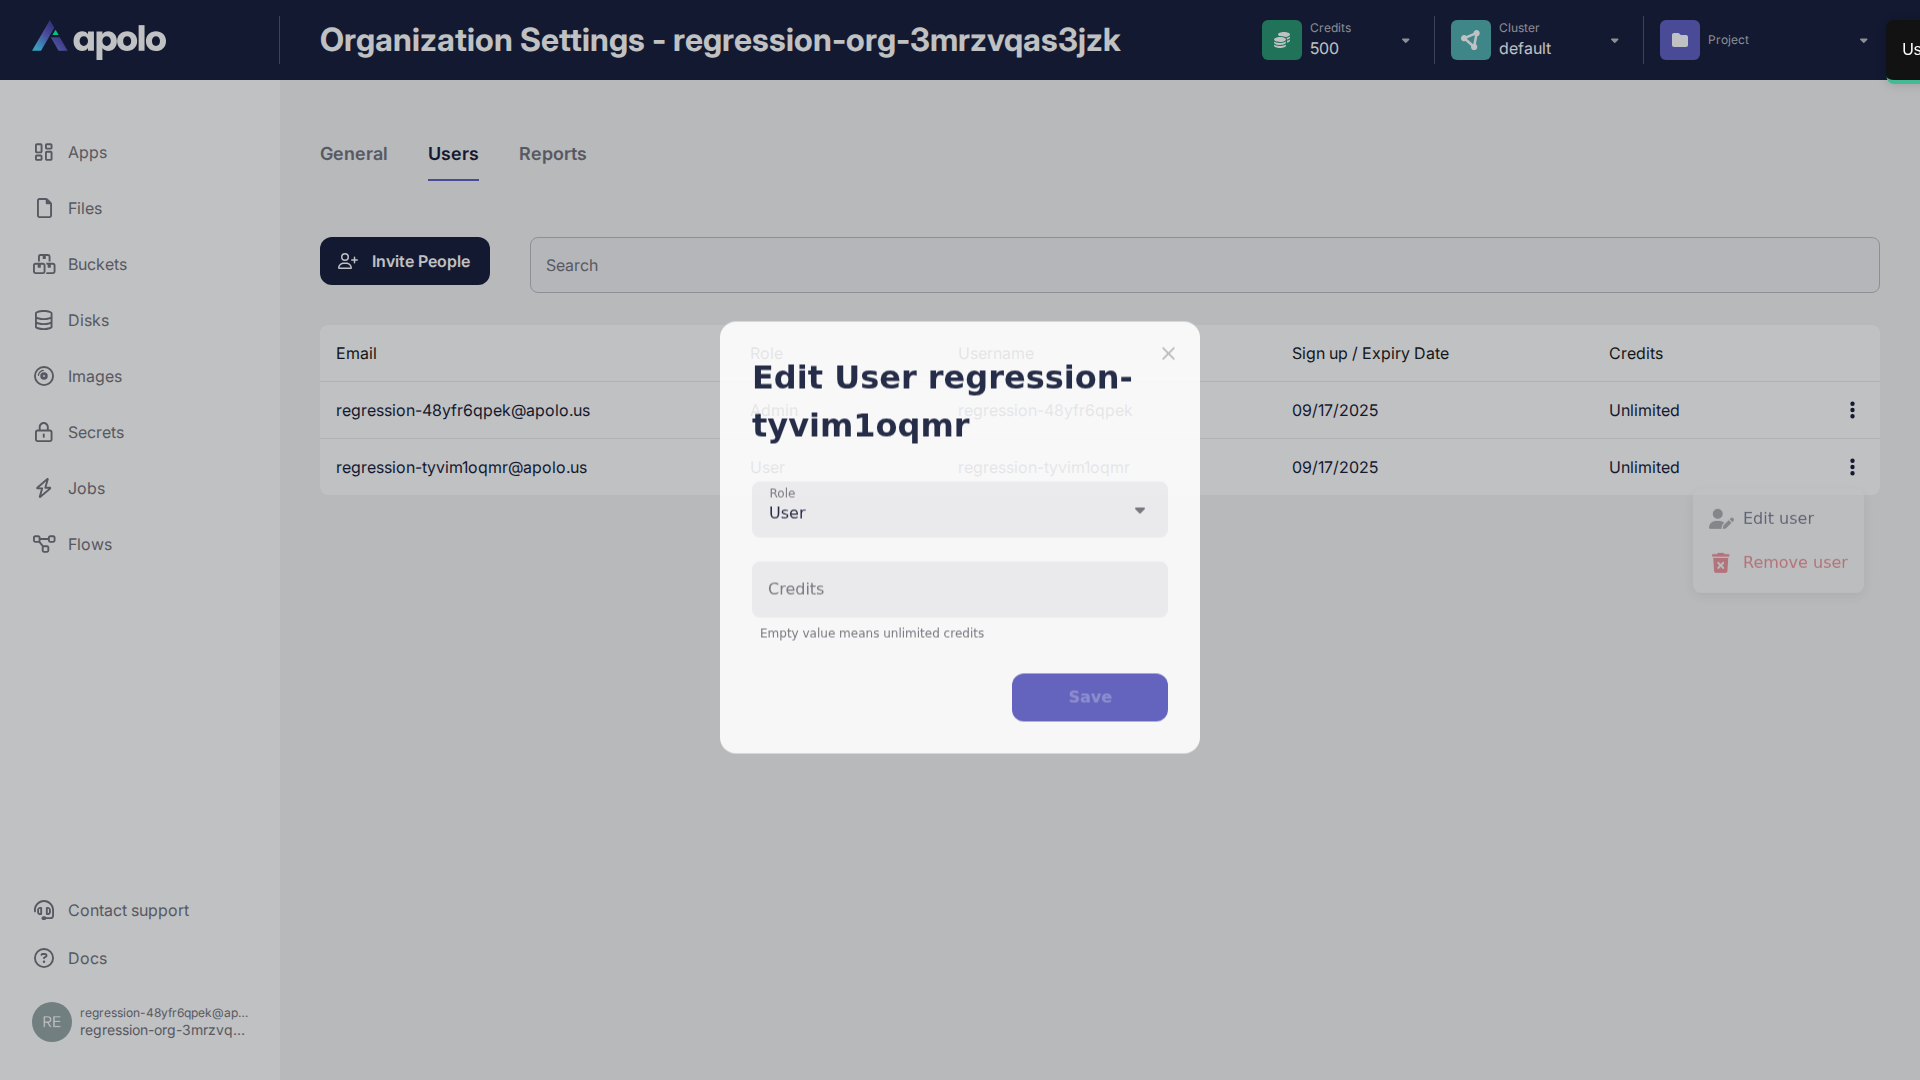 apolo
Organization Settings - regression-org-3mrzvqas3jzk
Credits
500
Cluster
default
Project
Us
Apps
Files
Buckets
Disks
Images
Secrets
Jobs
Flows
General
Users
Reports
Invite People
Search
Email
Role
Username
Sign up / Expiry Date
Credits
regression-48yfr6qpek@apolo.us
Admin
regression-48yfr6qpek
09/17/2025
Unlimited
regression-tyvim1oqmr@apolo.us
User
regression-tyvim1oqmr
09/17/2025
Unlimited
Edit User regression-
tyvim1oqmr
Role
User
Credits
Empty value means unlimited credits
Save
Edit user
Remove user
Contact support
Docs
RE
regression-48yfr6qpek@ap...
regression-org-3mrzvq...